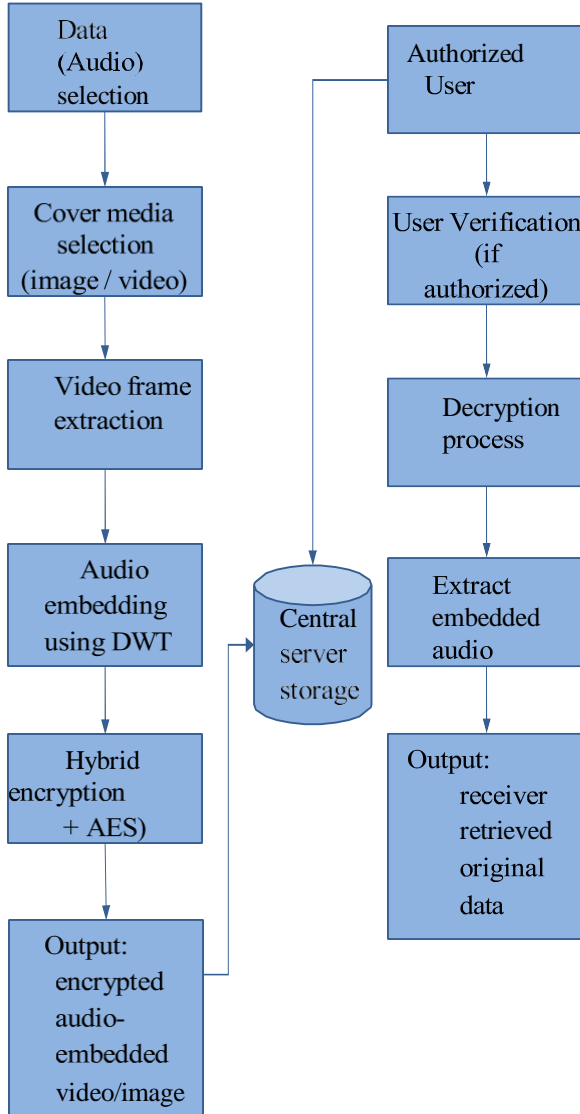 Data
(Audio)
selection
Cover media
selection
(image / video)
Video frame
extraction
Audio
embedding
using DWT
Hybrid
encryption
+ AES)
Output:
encrypted
audio-
embedded
video/image
Central
server
storage
Authorized
User
User Verification
(if
authorized)
Decryption
process
Extract
embedded
audio
Output:
receiver
retrieved
original
data